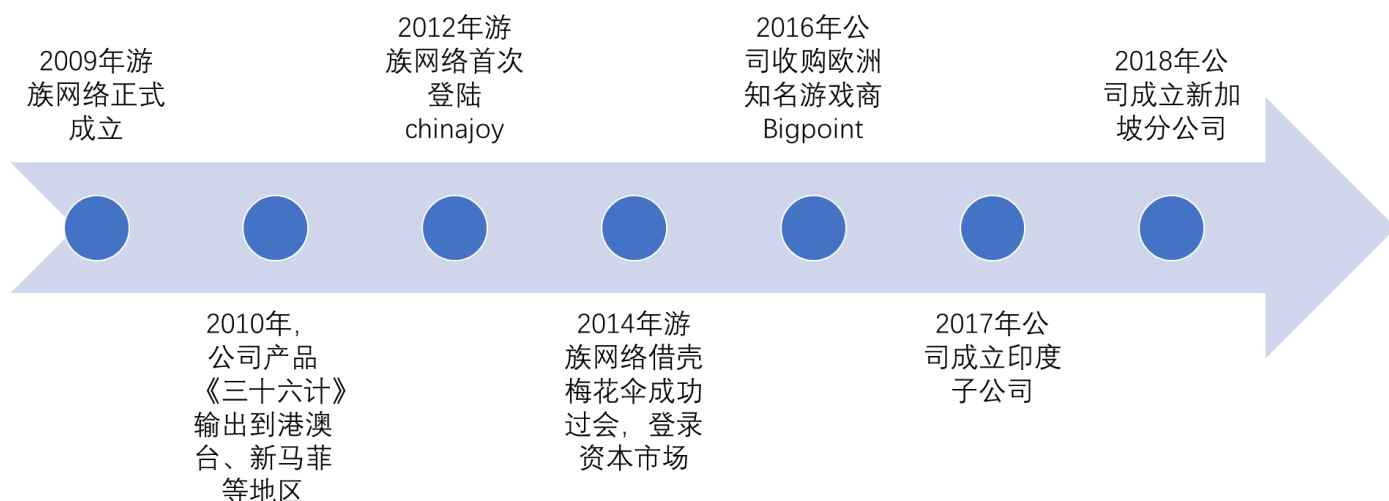 2009年游
族网络正式
成立
2010年，
公司产品
《三十六计》
输出到港澳
台、新马菲
等地区
2012年游
族网络首次
登陆
chinajoy
2014年游
族网络借壳
梅花伞成功
过会，登录
资本市场
2016年公
司收购欧洲
知名游戏商
Bigpoint
2017年公
司成立印度
子公司
2018年公
司成立新加
坡分公司